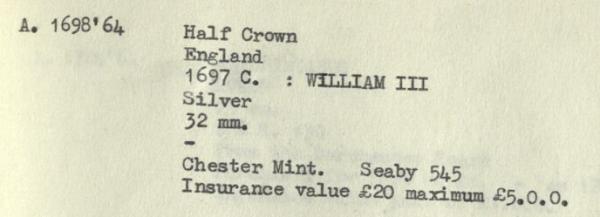 A. 1698'64
Half Crown
England
1697 C. : WILLIAM III
Silver
32 mm.
-
Chester Mint. Seaby 545
Insurance value £20 maximum £5.0.0.